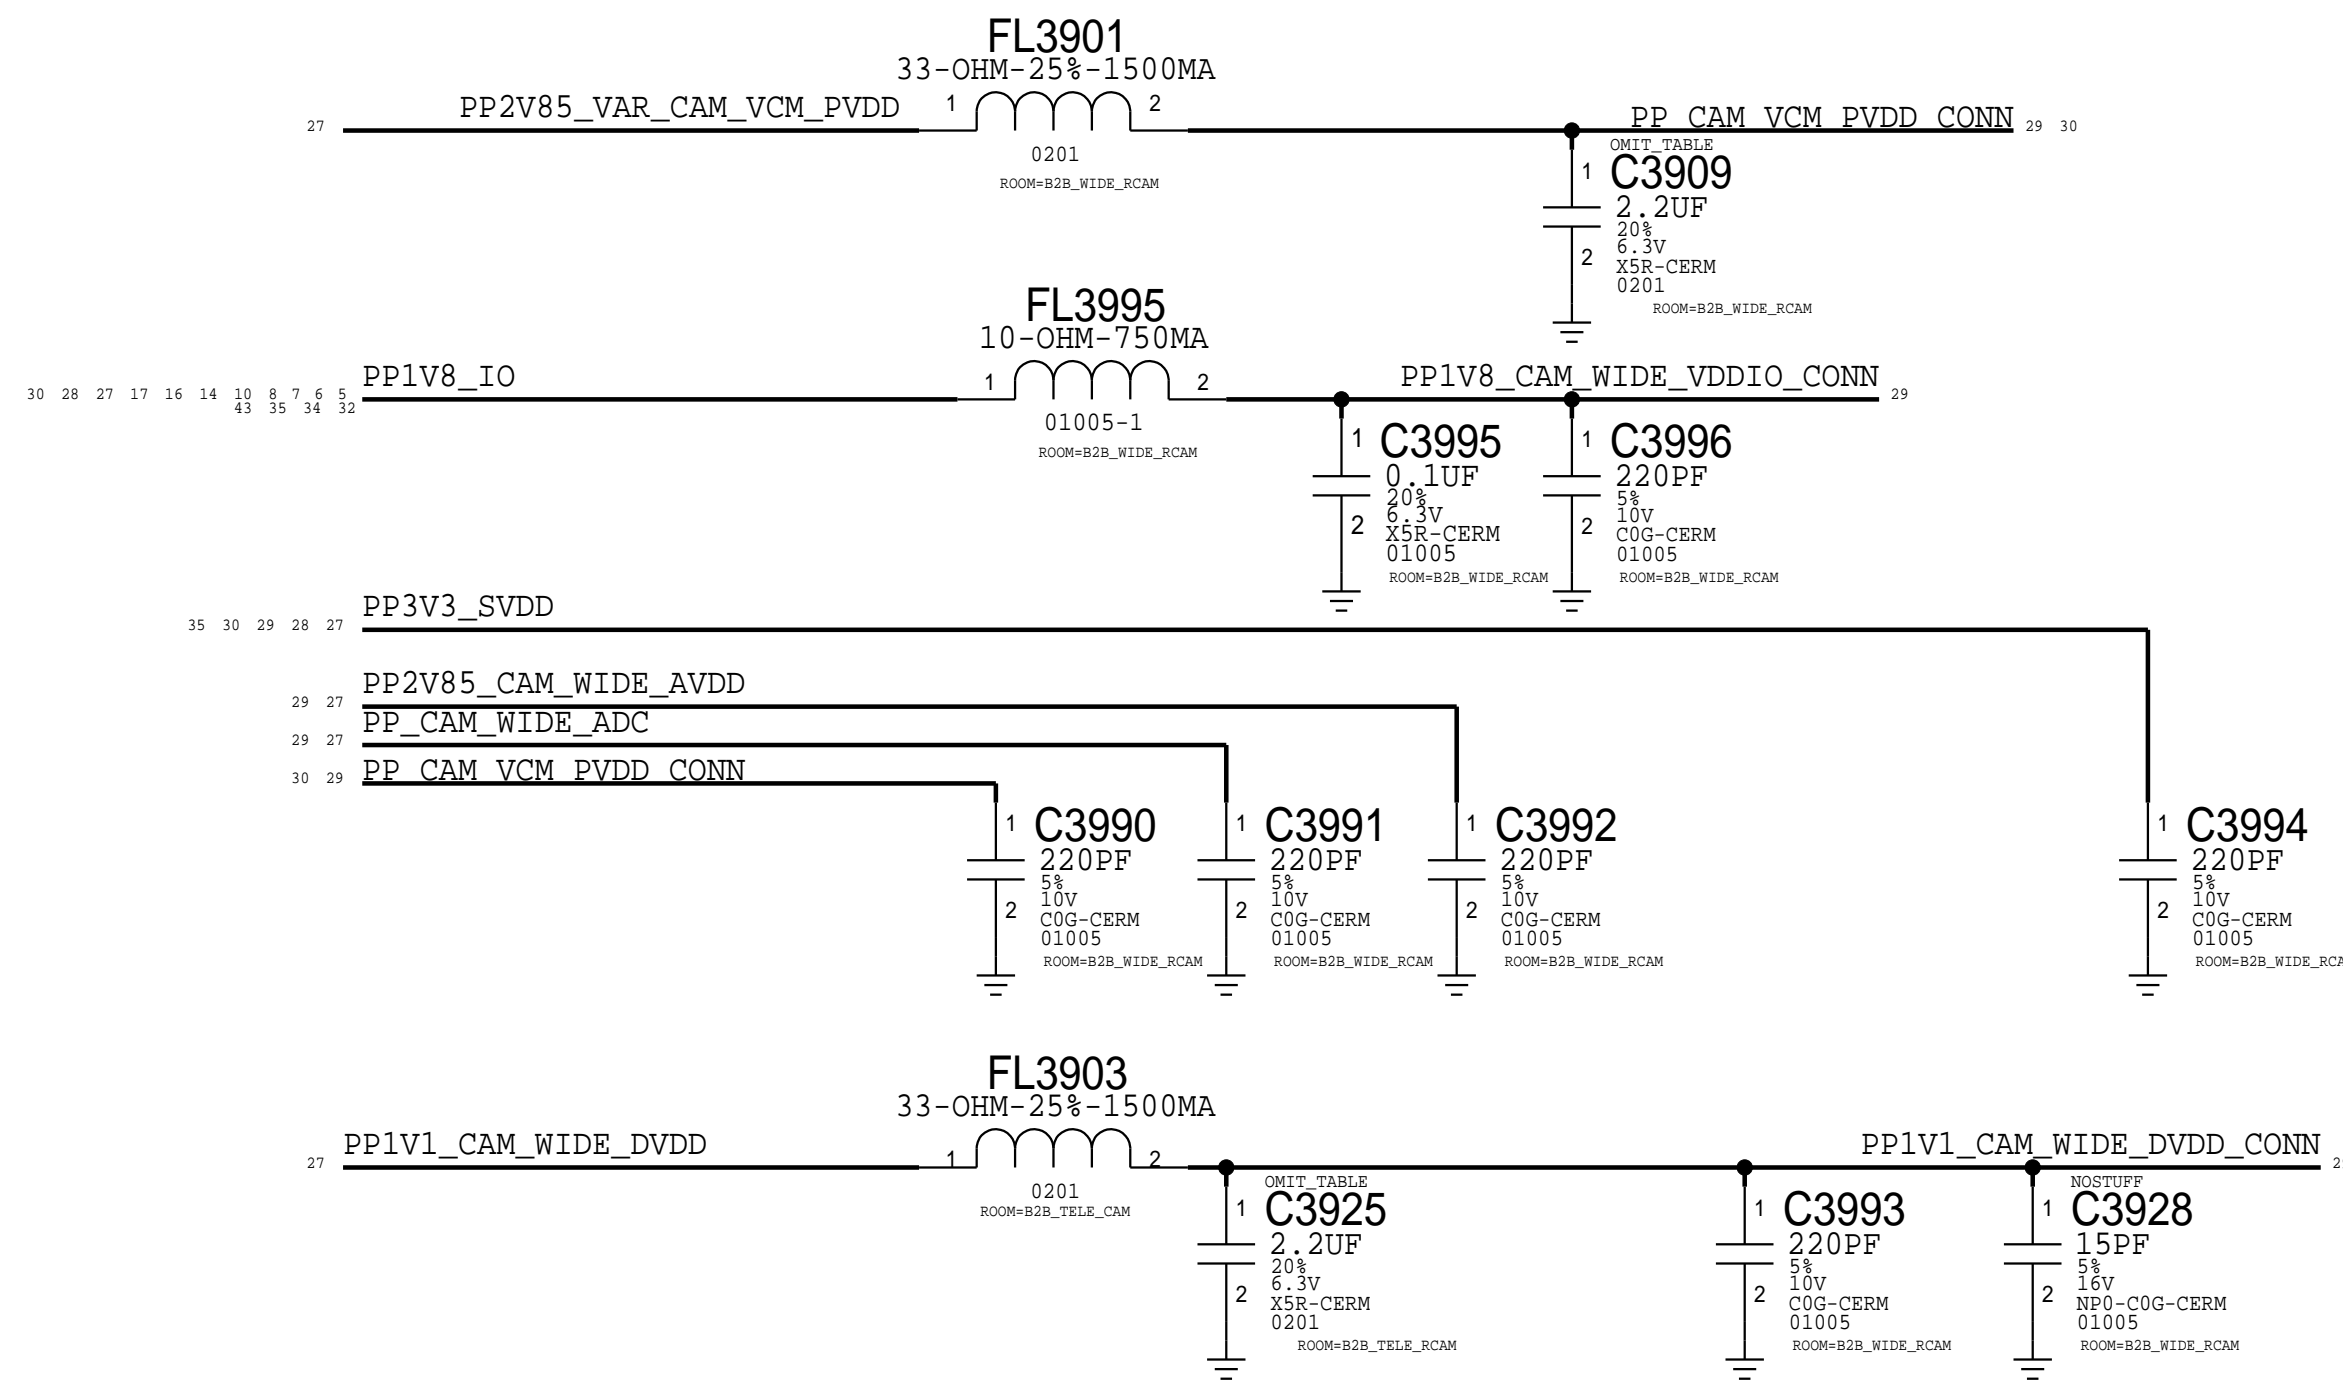 FL3901
33-OHM-25%-1500MA
PP2V85_VAR_CAM_VCM_PVDD
1
2
27
PP_CAM_VCM_PVDD_CONN
29 30
0201
ROOM=B2B_WIDE_RCAM
OMIT_TABLE
1
C3909
2.2UF
20%
6.3V
2
X5R-CERM
0201
ROOM=B2B_WIDE_RCAM
FL3995
10-OHM-750MA
PP1V8_IO
1
2
PP1V8_CAM_WIDE_VDDIO_CONN
30 28 27 17 16 14 10 8 7 6 5
43 35 34 32
29
01005-1
ROOM=B2B_WIDE_RCAM
1
C3995
0.1UF
20%
6.3V
2
X5R-CERM
01005
ROOM=B2B_WIDE_RCAM
1
C3996
220PF
5%
10V
2
C0G-CERM
01005
ROOM=B2B_WIDE_RCAM
PP3V3_SVDD
35 30 29 28 27
PP2V85_CAM_WIDE_AVDD
29 27
PP_CAM_WIDE_ADC
29 27
PP_CAM_VCM_PVDD_CONN
30 29
1
C3990
220PF
5%
10V
2
C0G-CERM
01005
ROOM=B2B_WIDE_RCAM
1
C3991
220PF
5%
10V
2
C0G-CERM
01005
ROOM=B2B_WIDE_RCAM
1
C3992
220PF
5%
10V
2
C0G-CERM
01005
ROOM=B2B_WIDE_RCAM
1
C3994
220PF
5%
10V
2
C0G-CERM
01005
FL3903
33-OHM-25%-1500MA
PP1V1_CAM_WIDE_DVDD
1
2
27
PP1V1_CAM_WIDE_DVDD_CONN
0201
ROOM=B2B_TELE_CAM
OMIT_TABLE
1
C3925
2.2UF
20%
6.3V
2
X5R-CERM
0201
ROOM=B2B_TELE_RCAM
1
C3993
220PF
5%
10V
2
C0G-CERM
01005
ROOM=B2B_WIDE_RCAM
NOSTUFF
1
C3928
15PF
5%
16V
2
NP0-C0G-CERM
01005
ROOM=B2B_WIDE_RCAM